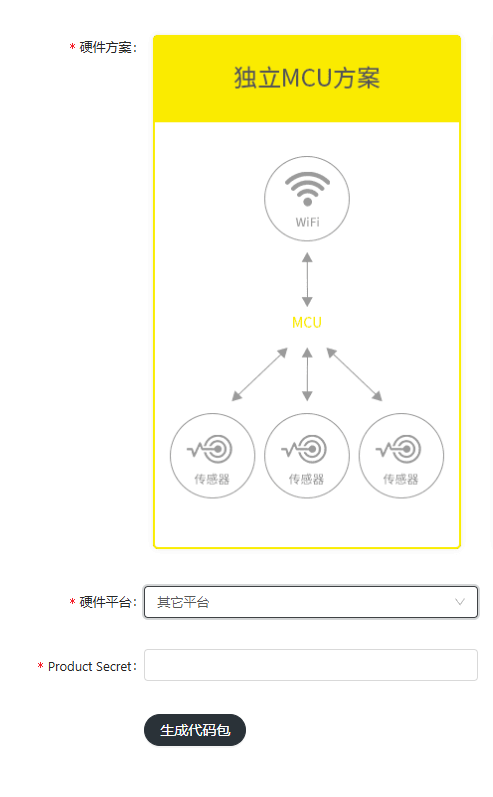 * 硬件方案：
独立MCU方案
WiFi
MCU
传感器 传感器 传感器
* 硬件平台： 其它平台
* Product Secret：
生成代码包